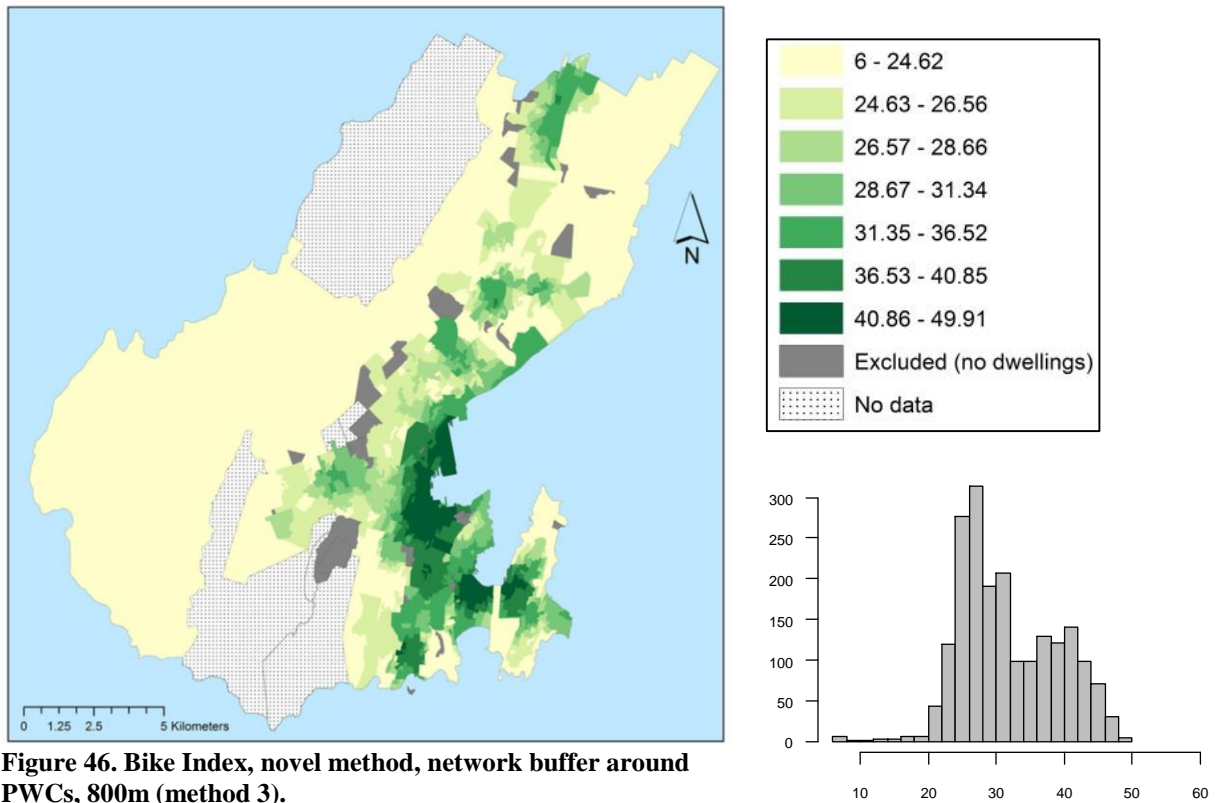 N
0 1.25 2.5 5 Kilometers
6 - 24.62
24.63 - 26.56
26.57 - 28.66
28.67 - 31.34
31.35 - 36.52
36.53 - 40.85
40.86 - 49.91
Excluded (no dwellings)
No data
300
250
200
150
100
50
0
10 20 30 40 50 60
Figure 46. Bike Index, novel method, network buffer around
PWCs, 800m (method 3).